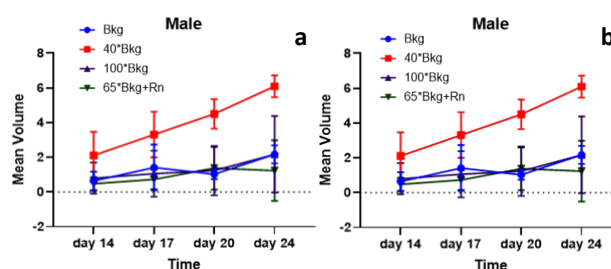 Male
a
Bkg
40*Bkg
100*Bkg
65*Bkg+Rn
Mean Volume
8
6
4
2
0
-2
day 14 day 17 day 20 day 24
Time
Male
b
Bkg
40*Bkg
100*Bkg
65*Bkg+Rn
Mean Volume
8
6
4
2
0
-2
day 14 day 17 day 20 day 24
Time